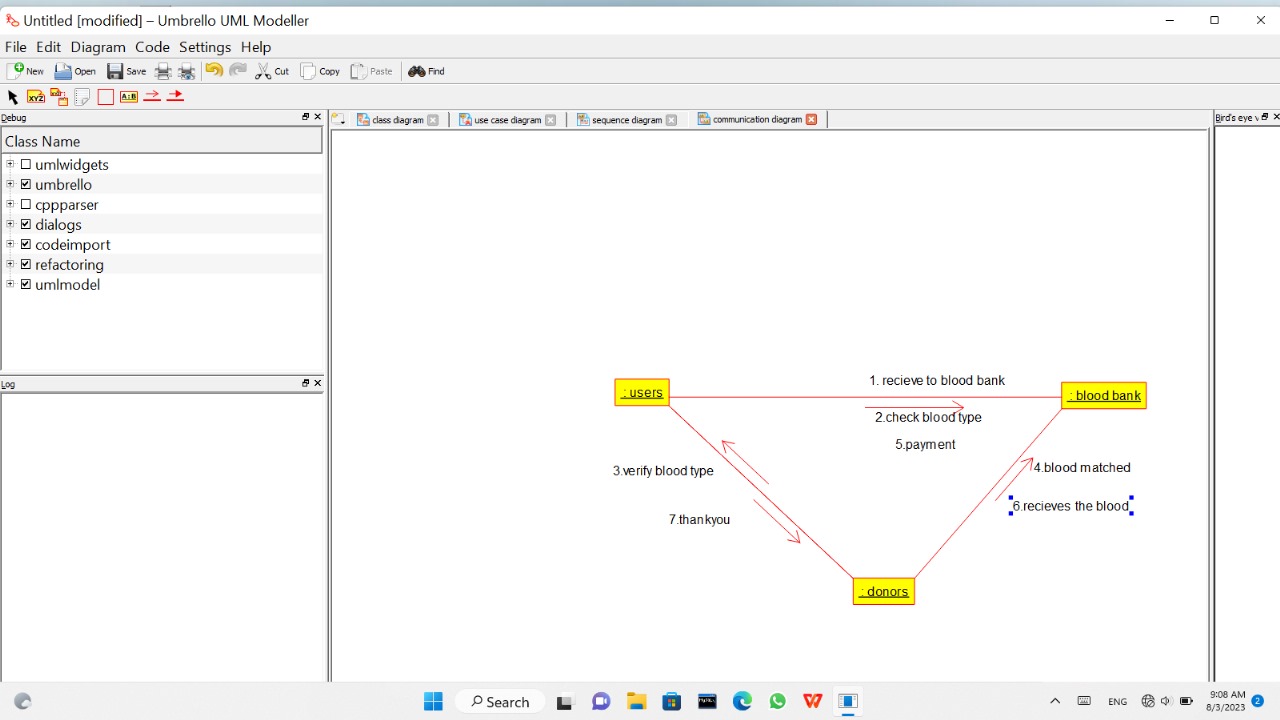 Untitled [modified] – Umbrello UML Modeller
File Edit Diagram Code Settings Help
New Open Save Cut Copy Paste Find
XYZ A:B
Debug
class diagram use case diagram sequence diagram communication diagram
Bird's eye v
Class Name
umlwidgets
umbrello
cppparser
dialogs
codeimport
refactoring
umlmodel
Log
1. recieve to blood bank
: users
: blood bank
2.check blood type
5.payment
3.verify blood type
4.blood matched
6.recieves the blood
7.thankyou
: donors
Search
ENG
9:08 AM
8/3/2023
2